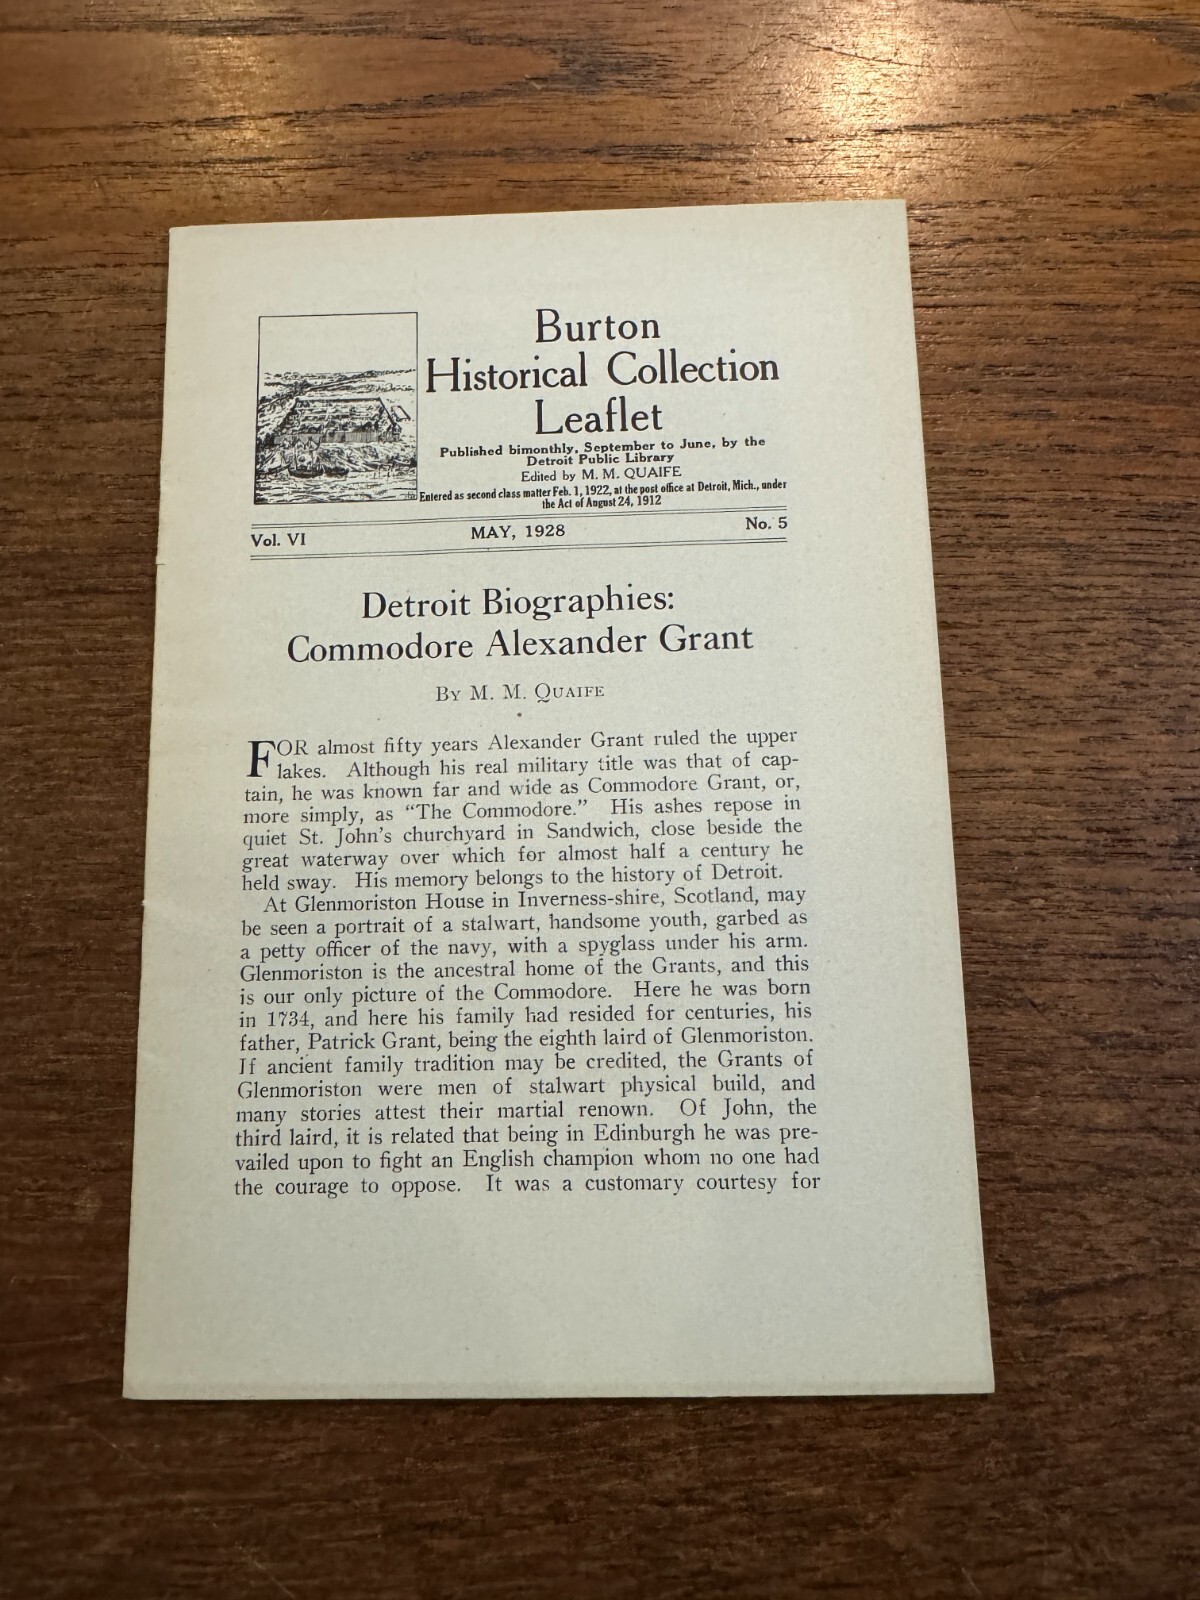 Burton
Historical Collection
Leaflet
Published bimonthly, September to June, by the
Detroit Public Library
Edited by M. M. QUAIFE
Entered as second class matter Feb. 1, 1922, at the post office at Detroit, Mich., under
the Act of August 24, 1912
Vol. VI MAY, 1928 No. 5
Detroit Biographies:
Commodore Alexander Grant
By M. M. Quaife
FOR almost fifty years Alexander Grant ruled the upper
lakes. Although his real military title was that of cap-
tain, he was known far and wide as Commodore Grant, or,
more simply, as “The Commodore.” His ashes repose in
quiet St. John’s churchyard in Sandwich, close beside the
great waterway over which for almost half a century he
held sway. His memory belongs to the history of Detroit.
At Glenmoriston House in Inverness-shire, Scotland, may
be seen a portrait of a stalwart, handsome youth, garbed as
a petty officer of the navy, with a spyglass under his arm.
Glenmoriston is the ancestral home of the Grants, and this
is our only picture of the Commodore. Here he was born
in 1734, and here his family had resided for centuries, his
father, Patrick Grant, being the eighth laird of Glenmoriston.
If ancient family tradition may be credited, the Grants of
Glenmoriston were men of stalwart physical build, and
many stories attest their martial renown. Of John, the
third laird, it is related that being in Edinburgh he was pre-
vailed upon to fight an English champion whom no one had
the courage to oppose. It was a customary courtesy for